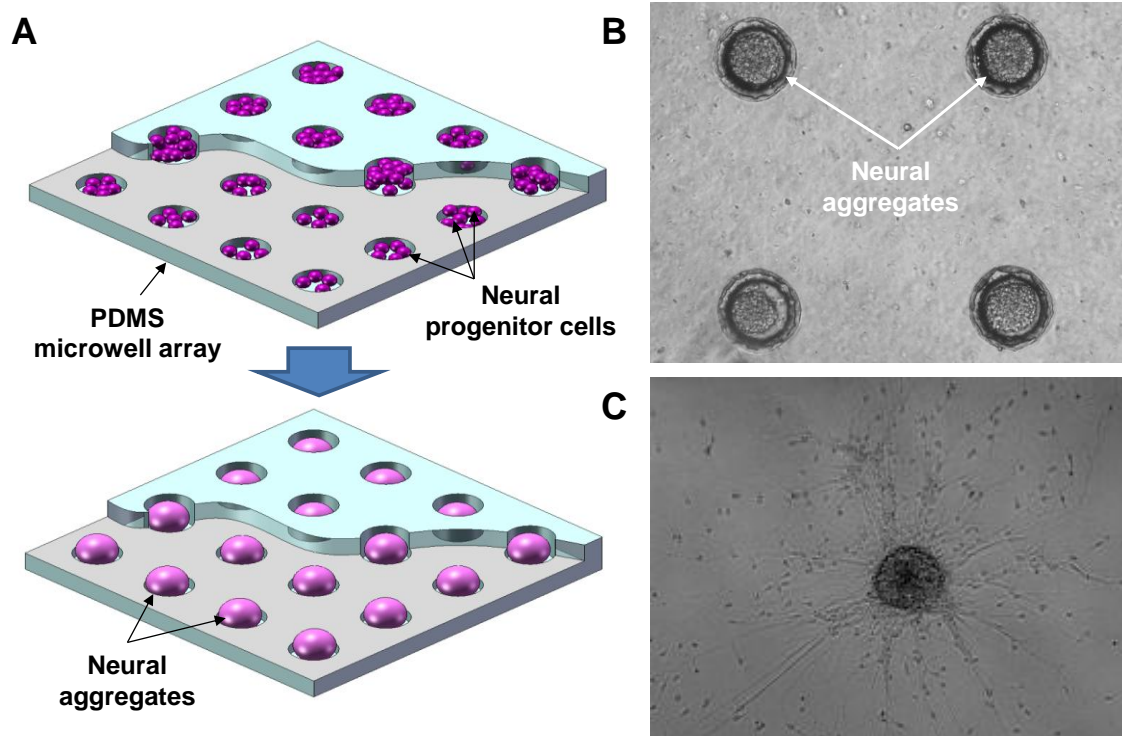 A
PDMS
microwell array
Neural
progenitor cells
Neural
aggregates
B
Neural
aggregates
C